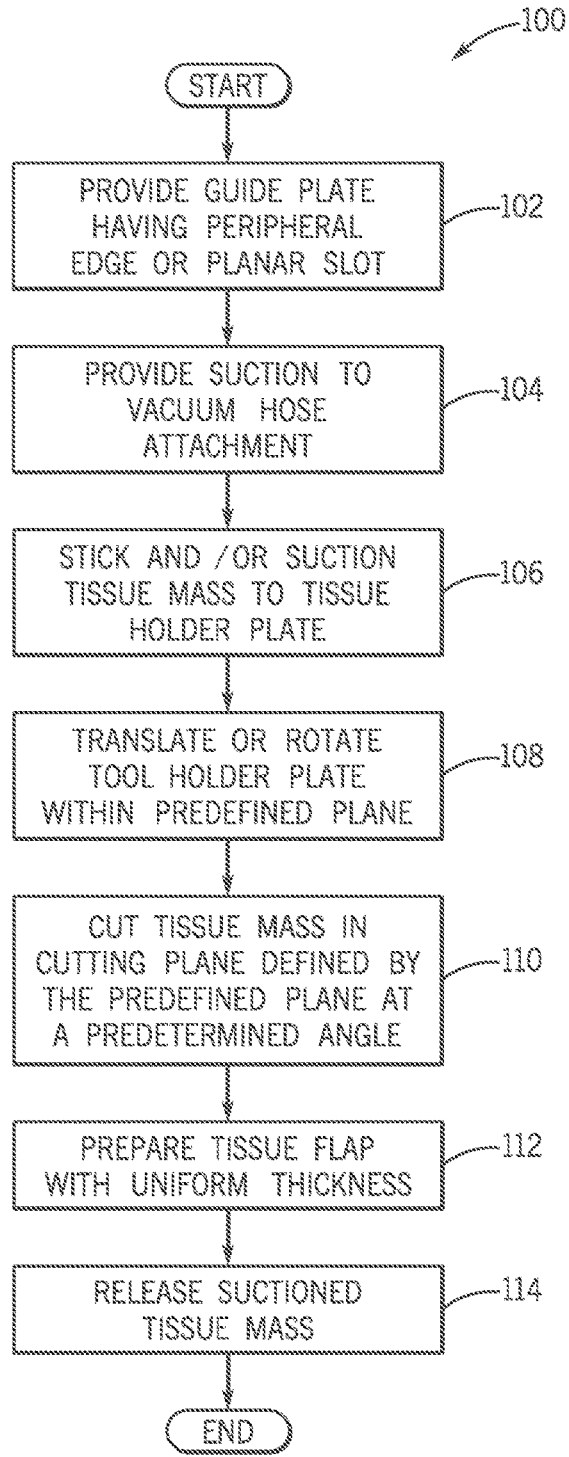 100
START
PROVIDE GUIDE PLATE
HAVING PERIPHERAL
EDGE OR PLANAR SLOT
102
PROVIDE SUCTION TO
VACUUM HOSE
ATTACHMENT
104
STICK AND /OR SUCTION
TISSUE MASS TO TISSUE
HOLDER PLATE
106
TRANSLATE OR ROTATE
TOOL HOLDER PLATE
WITHIN PREDEFINED PLANE
108
CUT TISSUE MASS IN
CUTTING PLANE DEFINED BY
THE PREDEFINED PLANE AT
A PREDETERMINED ANGLE
110
PREPARE TISSUE FLAP
WITH UNIFORM THICKNESS
112
RELEASE SUCTIONED
TISSUE MASS
114
END